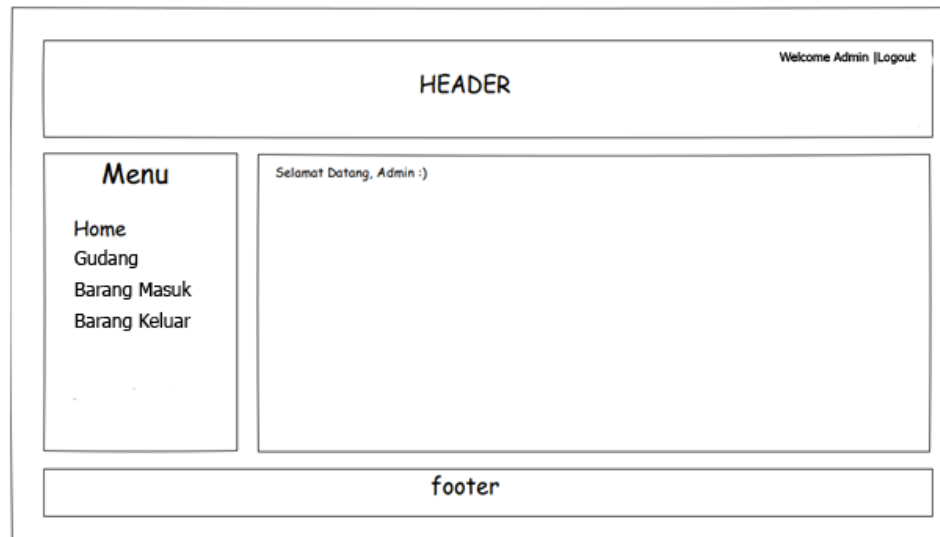 Welcome Admin |Logout
HEADER
Menu
Home
Gudang
Barang Masuk
Barang Keluar
Selamat Datang, Admin :)
footer